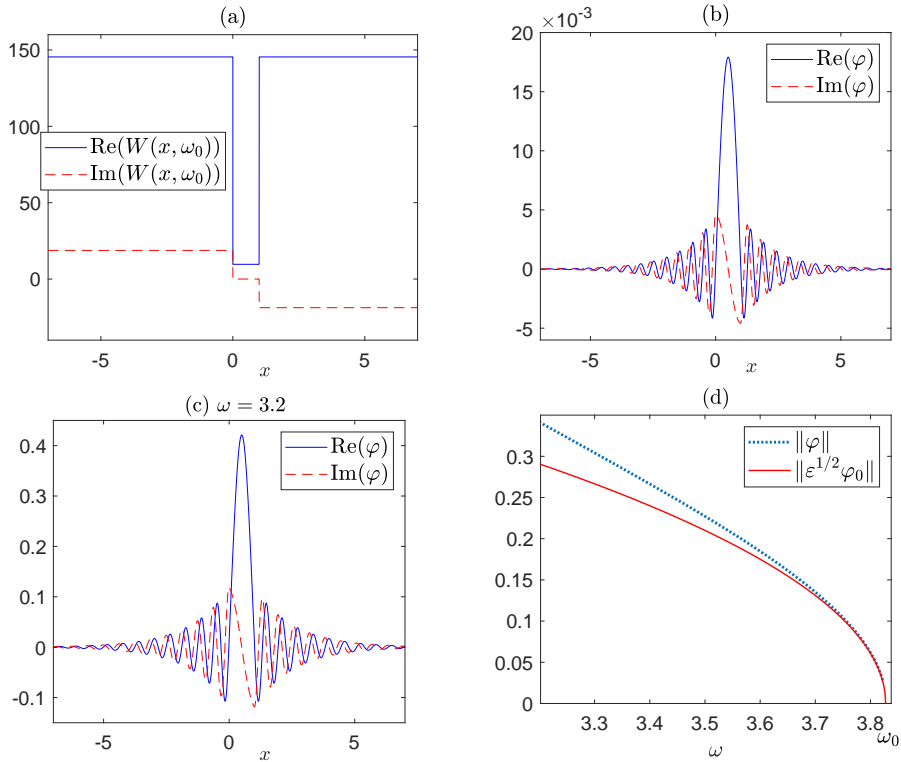 (a)
150
100
50
0
Re(W(x, ω₀))
Im(W(x, ω₀))
-5 0 5
x
(b)
×10⁻³
20
15
10
5
0
-5
Re(φ)
Im(φ)
-5 0 5
x
(c) ω = 3.2
0.4
0.3
0.2
0.1
0
-0.1
Re(φ)
Im(φ)
-5 0 5
x
(d)
0.3
0.25
0.2
0.15
0.1
0.05
0
‖φ‖
‖ε^{1/2}φ₀‖
3.3 3.4 3.5 3.6 3.7 3.8 ω₀
ω